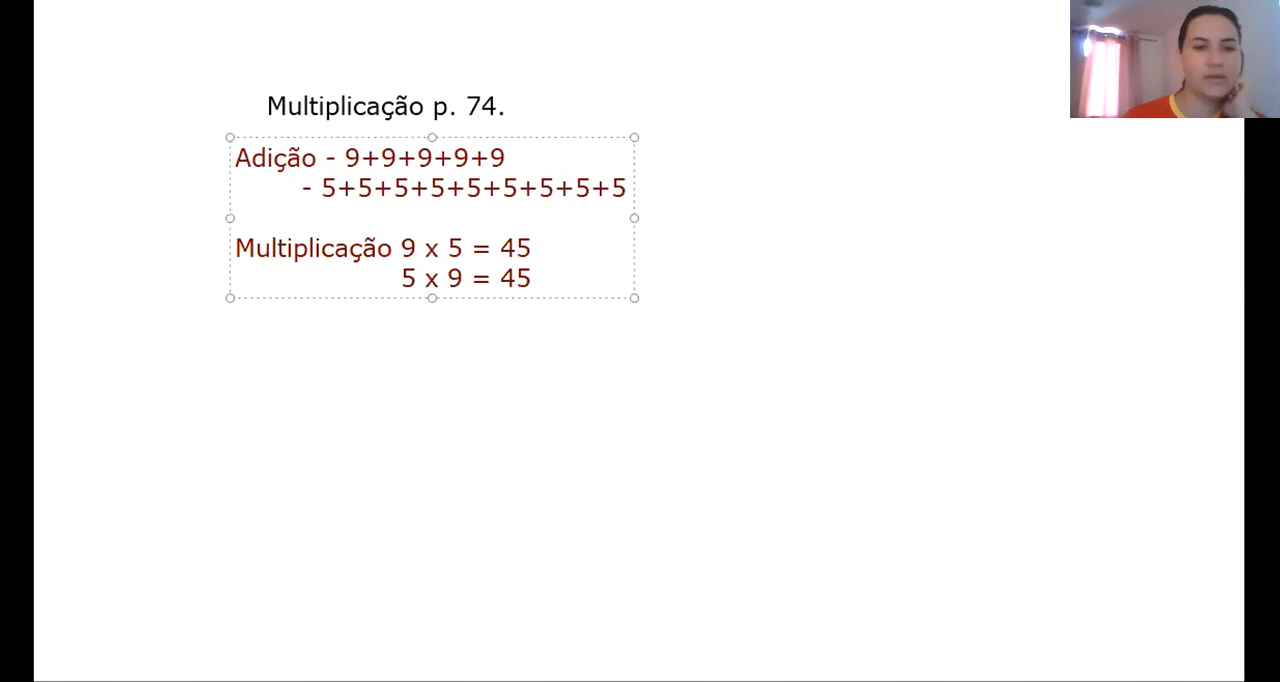 Multiplicação p. 74.
Adição - 9+9+9+9+9
- 5+5+5+5+5+5+5+5+5
Multiplicação 9 x 5 = 45
5 x 9 = 45